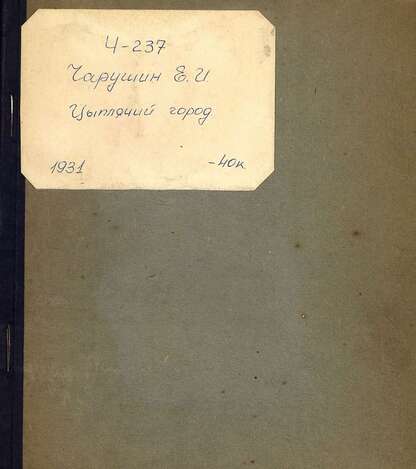 Ч-237
Чарушин Е.И.
Цыплячий город.
1931 -40к